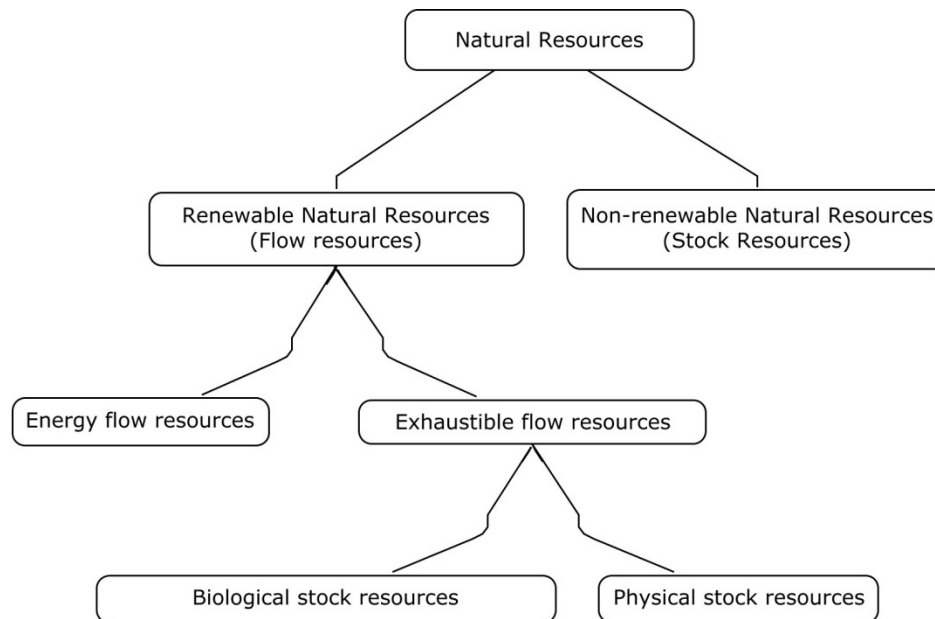 Natural Resources
Renewable Natural Resources
(Flow resources)
Non-renewable Natural Resources
(Stock Resources)
Energy flow resources
Exhaustible flow resources
Biological stock resources
Physical stock resources